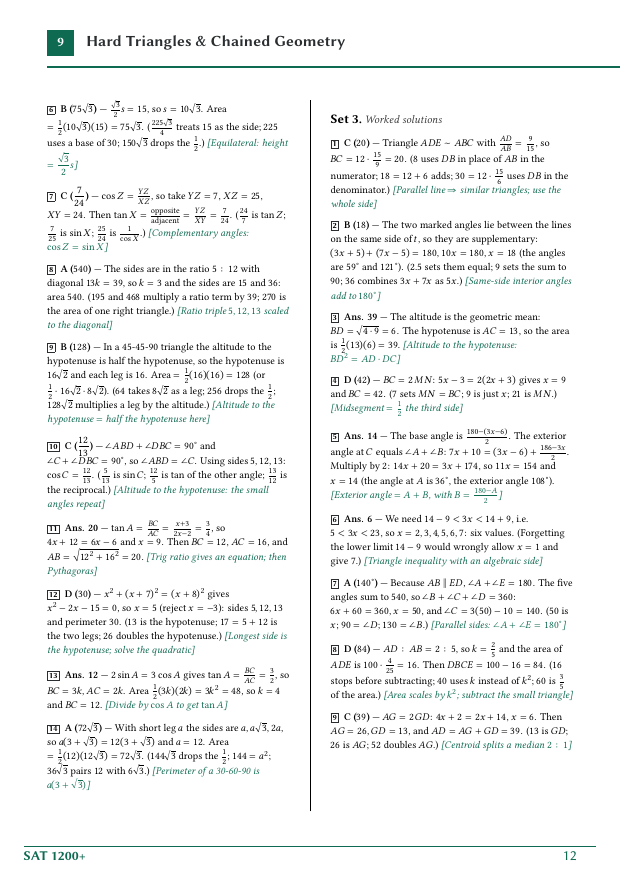 9 Hard Triangles & Chained Geometry
6 B (75√3) — √3/2 s = 15, so s = 10√3. Area
= 1/2(10√3)(15) = 75√3. (225√3/4 treats 15 as the side; 225
uses a base of 30; 150√3 drops the 1/2.) [Equilateral: height
= √3/2 s]
7 C (7/24) — cos Z = YZ/XZ, so take YZ = 7, XZ = 25,
XY = 24. Then tan X = opposite/adjacent = YZ/XY = 7/24. (24/7 is tan Z;
7/25 is sin X; 25/24 is 1/cos X.) [Complementary angles:
cos Z = sin X]
8 A (540) — The sides are in the ratio 5 : 12 with
diagonal 13k = 39, so k = 3 and the sides are 15 and 36:
area 540. (195 and 468 multiply a ratio term by 39; 270 is
the area of one right triangle.) [Ratio triple 5, 12, 13 scaled
to the diagonal]
9 B (128) — In a 45-45-90 triangle the altitude to the
hypotenuse is half the hypotenuse, so the hypotenuse is
16√2 and each leg is 16. Area = 1/2(16)(16) = 128 (or
1/2 · 16√2 · 8√2). (64 takes 8√2 as a leg; 256 drops the 1/2;
128√2 multiplies a leg by the altitude.) [Altitude to the
hypotenuse = half the hypotenuse here]
10 C (12/13) — ∠ABD + ∠DBC = 90° and
∠C + ∠DBC = 90°, so ∠ABD = ∠C. Using sides 5, 12, 13:
cos C = 12/13. (5/13 is sin C; 12/5 is tan of the other angle; 13/12 is
the reciprocal.) [Altitude to the hypotenuse: the small
angles repeat]
11 Ans. 20 — tan A = BC/AC = x+3/2x−2 = 3/4, so
4x + 12 = 6x − 6 and x = 9. Then BC = 12, AC = 16, and
AB = √12² + 16² = 20. [Trig ratio gives an equation; then
Pythagoras]
12 D (30) — x² + (x + 7)² = (x + 8)² gives
x² − 2x − 15 = 0, so x = 5 (reject x = −3): sides 5, 12, 13
and perimeter 30. (13 is the hypotenuse; 17 = 5 + 12 is
the two legs; 26 doubles the hypotenuse.) [Longest side is
the hypotenuse; solve the quadratic]
13 Ans. 12 — 2 sin A = 3 cos A gives tan A = BC/AC = 3/2, so
BC = 3k, AC = 2k. Area 1/2(3k)(2k) = 3k² = 48, so k = 4
and BC = 12. [Divide by cos A to get tan A]
14 A (72√3) — With short leg a the sides are a, a√3, 2a,
so a(3 + √3) = 12(3 + √3) and a = 12. Area
= 1/2(12)(12√3) = 72√3. (144√3 drops the 1/2; 144 = a²;
36√3 pairs 12 with 6√3.) [Perimeter of a 30-60-90 is
a(3 + √3)]
Set 3. Worked solutions
1 C (20) — Triangle ADE ∼ ABC with AD/AB = 9/15, so
BC = 12 · 15/9 = 20. (8 uses DB in place of AB in the
numerator; 18 = 12 + 6 adds; 30 = 12 · 15/6 uses DB in the
denominator.) [Parallel line ⇒ similar triangles; use the
whole side]
2 B (18) — The two marked angles lie between the lines
on the same side of t, so they are supplementary:
(3x + 5) + (7x − 5) = 180, 10x = 180, x = 18 (the angles
are 59° and 121°). (2.5 sets them equal; 9 sets the sum to
90; 36 combines 3x + 7x as 5x.) [Same-side interior angles
add to 180°]
3 Ans. 39 — The altitude is the geometric mean:
BD = √4 · 9 = 6. The hypotenuse is AC = 13, so the area
is 1/2(13)(6) = 39. [Altitude to the hypotenuse:
BD² = AD · DC]
4 D (42) — BC = 2MN: 5x − 3 = 2(2x + 3) gives x = 9
and BC = 42. (7 sets MN = BC; 9 is just x; 21 is MN.)
[Midsegment = 1/2 the third side]
5 Ans. 14 — The base angle is 180−(3x−6)/2. The exterior
angle at C equals ∠A + ∠B: 7x + 10 = (3x − 6) + 186−3x/2.
Multiply by 2: 14x + 20 = 3x + 174, so 11x = 154 and
x = 14 (the angle at A is 36°, the exterior angle 108°).
[Exterior angle = A + B, with B = 180−A/2]
6 Ans. 6 — We need 14 − 9 < 3x < 14 + 9, i.e.
5 < 3x < 23, so x = 2, 3, 4, 5, 6, 7: six values. (Forgetting
the lower limit 14 − 9 would wrongly allow x = 1 and
give 7.) [Triangle inequality with an algebraic side]
7 A (140°) — Because AB ∥ ED, ∠A + ∠E = 180. The five
angles sum to 540, so ∠B + ∠C + ∠D = 360:
6x + 60 = 360, x = 50, and ∠C = 3(50) − 10 = 140. (50 is
x; 90 = ∠D; 130 = ∠B.) [Parallel sides: ∠A + ∠E = 180°]
8 D (84) — AD : AB = 2 : 5, so k = 2/5 and the area of
ADE is 100 · 4/25 = 16. Then DBCE = 100 − 16 = 84. (16
stops before subtracting; 40 uses k instead of k²; 60 is 3/5
of the area.) [Area scales by k²; subtract the small triangle]
9 C (39) — AG = 2GD: 4x + 2 = 2x + 14, x = 6. Then
AG = 26, GD = 13, and AD = AG + GD = 39. (13 is GD;
26 is AG; 52 doubles AG.) [Centroid splits a median 2 : 1]
SAT 1200+ 12